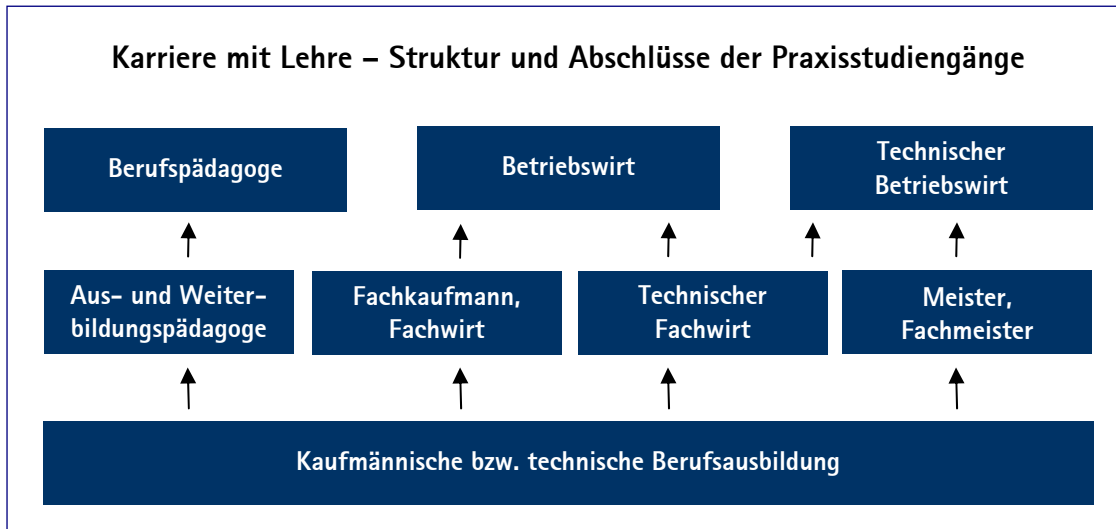 Karriere mit Lehre – Struktur und Abschlüsse der Praxisstudiengänge
Berufspädagoge
Betriebswirt
Technischer
Betriebswirt
Aus- und Weiter-
bildungspädagoge
Fachkaufmann,
Fachwirt
Technischer
Fachwirt
Meister,
Fachmeister
Kaufmännische bzw. technische Berufsausbildung